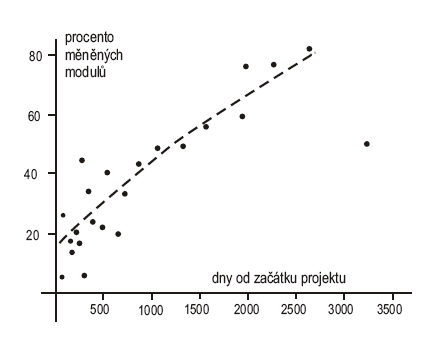 procento
měněných
modulů
80
60
40
20
dny od začátku projektu
500 1000 1500 2000 2500 3000 3500